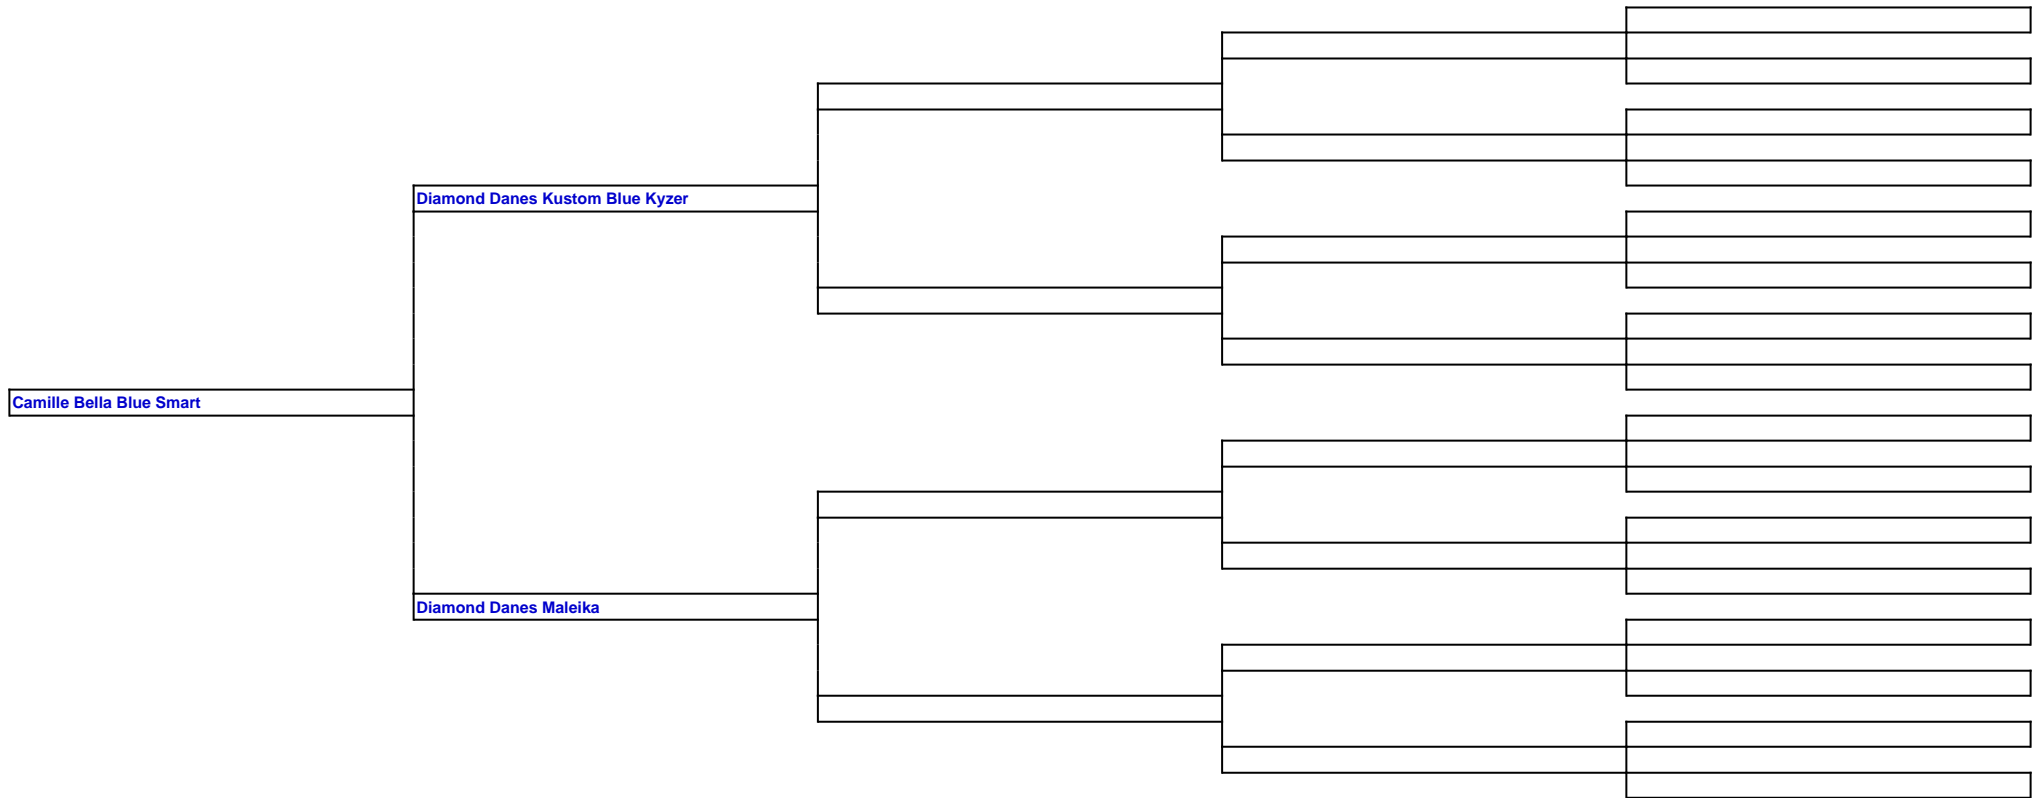 Diamond Danes Kustom Blue Kyzer
Camille Bella Blue Smart
Diamond Danes Maleika